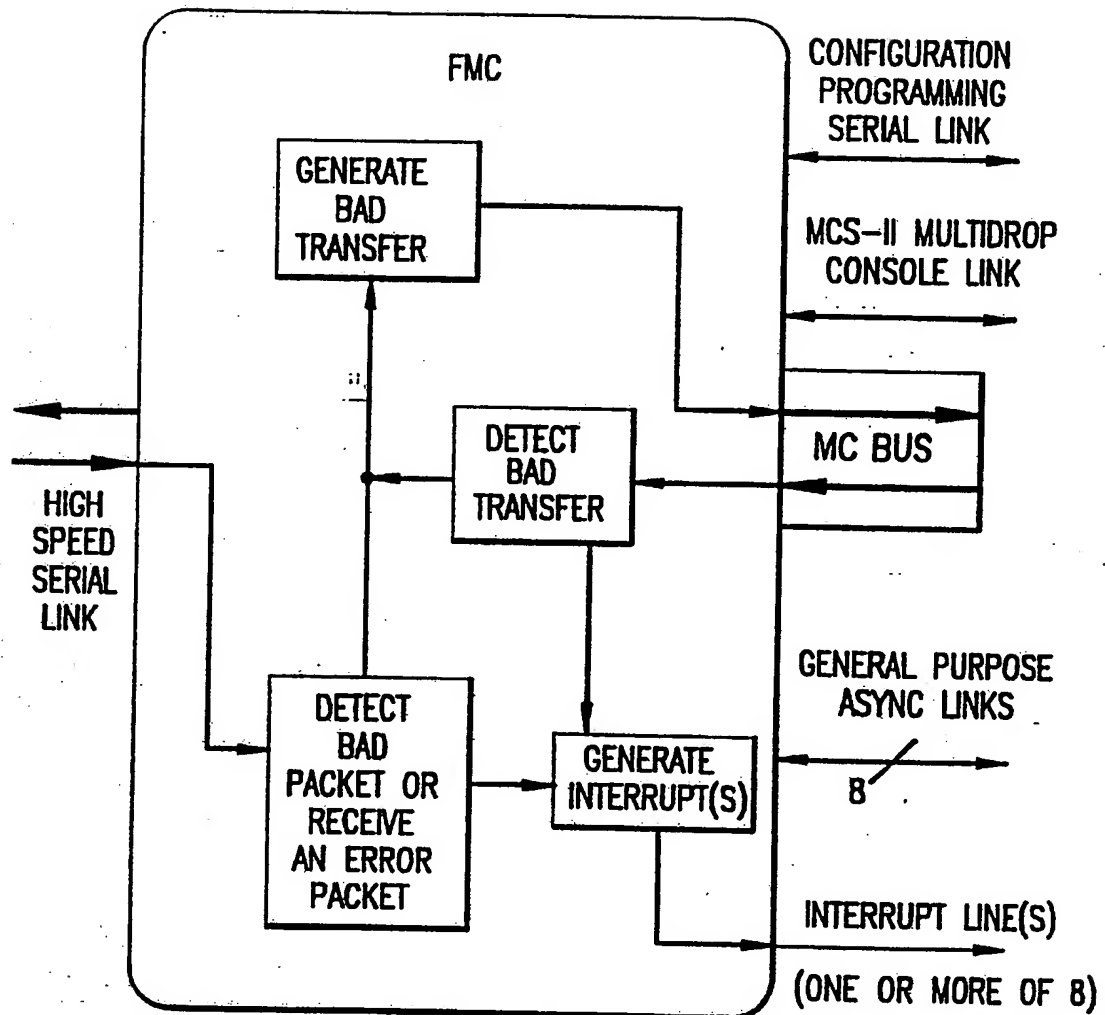 FMC
CONFIGURATION
PROGRAMMING
SERIAL LINK
GENERATE
BAD
TRANSFER
MCS-II MULTIDROP
CONSOLE LINK
DETECT
BAD
TRANSFER
MC BUS
HIGH
SPEED
SERIAL
LINK
GENERAL PURPOSE
ASYNC LINKS
8
DETECT
BAD
PACKET OR
RECEIVE
AN ERROR
PACKET
GENERATE
INTERRUPT(S)
INTERRUPT LINE(S)
(ONE OR MORE OF 8)